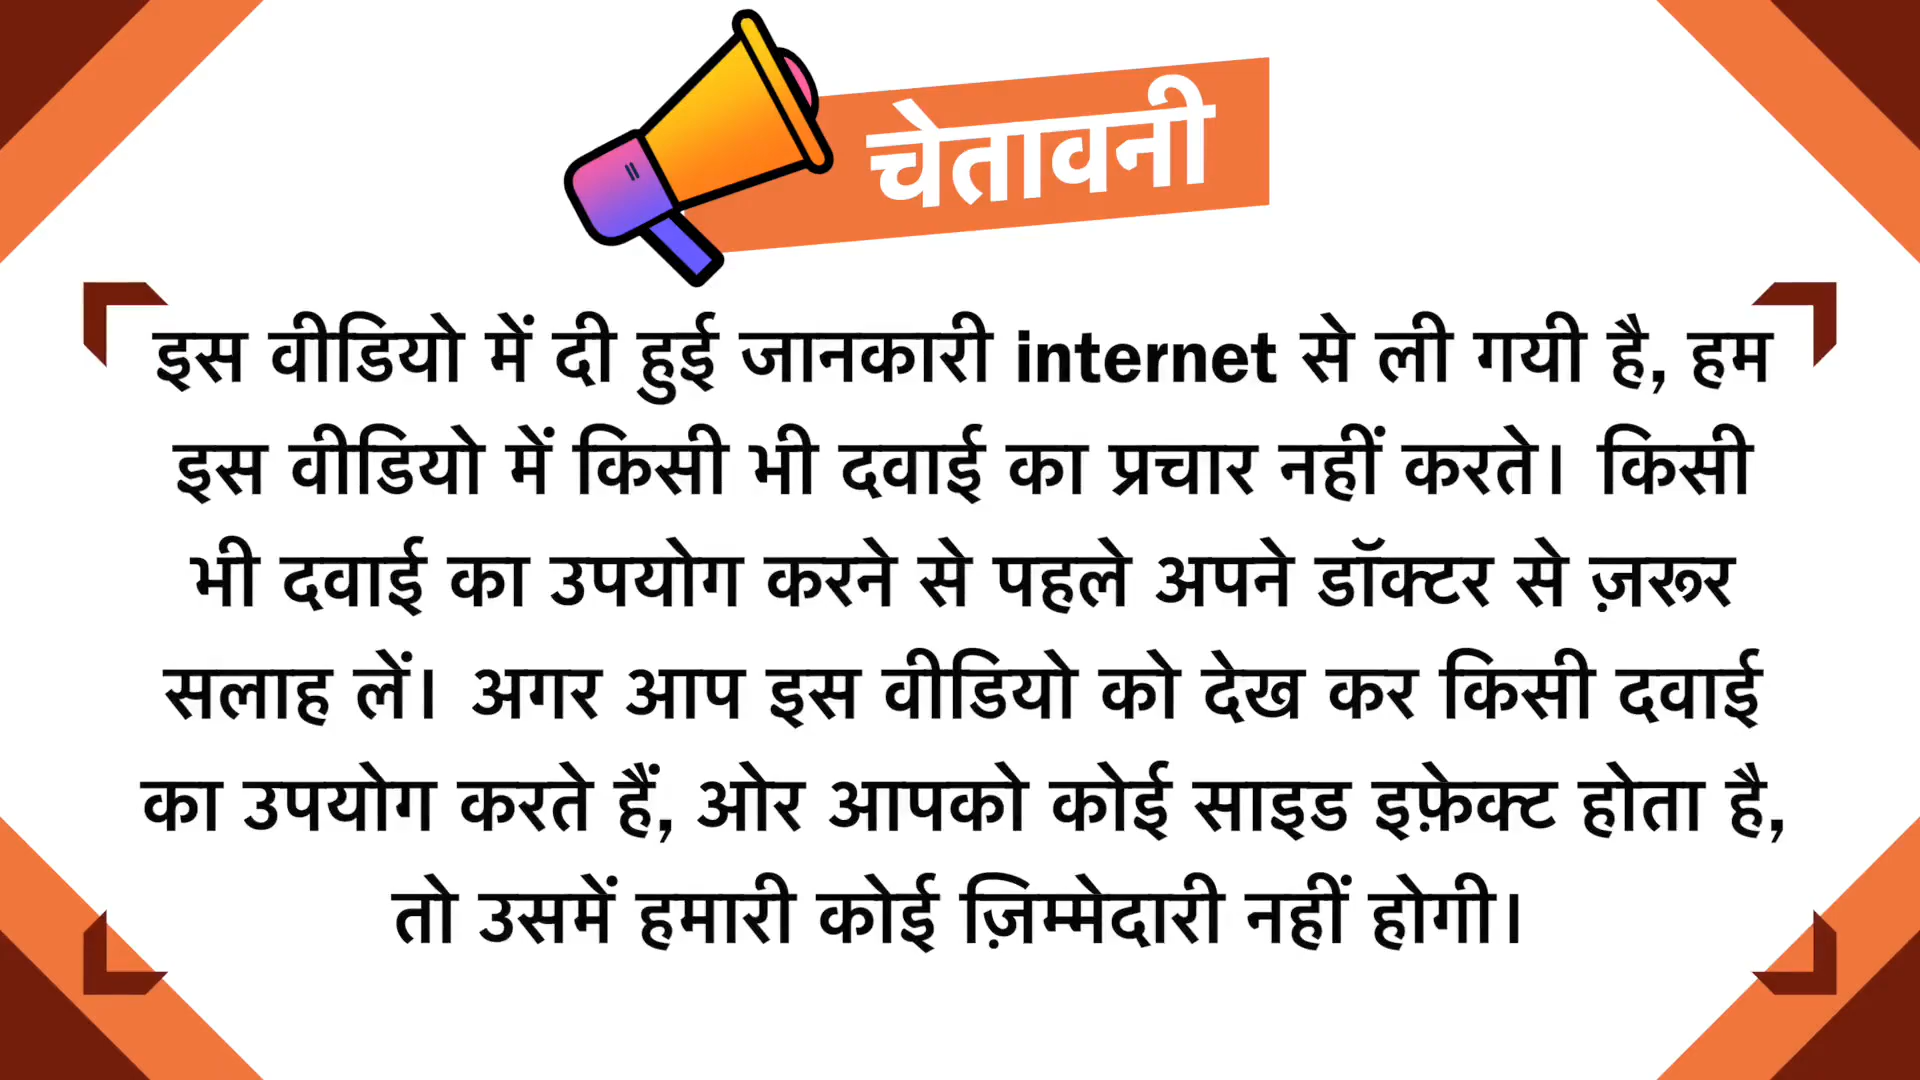 चेतावनी
इस वीडियो में दी हुई जानकारी internet से ली गयी है, हम
इस वीडियो में किसी भी दवाई का प्रचार नहीं करते। किसी
भी दवाई का उपयोग करने से पहले अपने डॉक्टर से ज़रूर
सलाह लें। अगर आप इस वीडियो को देख कर किसी दवाई
का उपयोग करते हैं, ओर आपको कोई साइड इफ़ेक्ट होता है,
तो उसमें हमारी कोई ज़िम्मेदारी नहीं होगी।